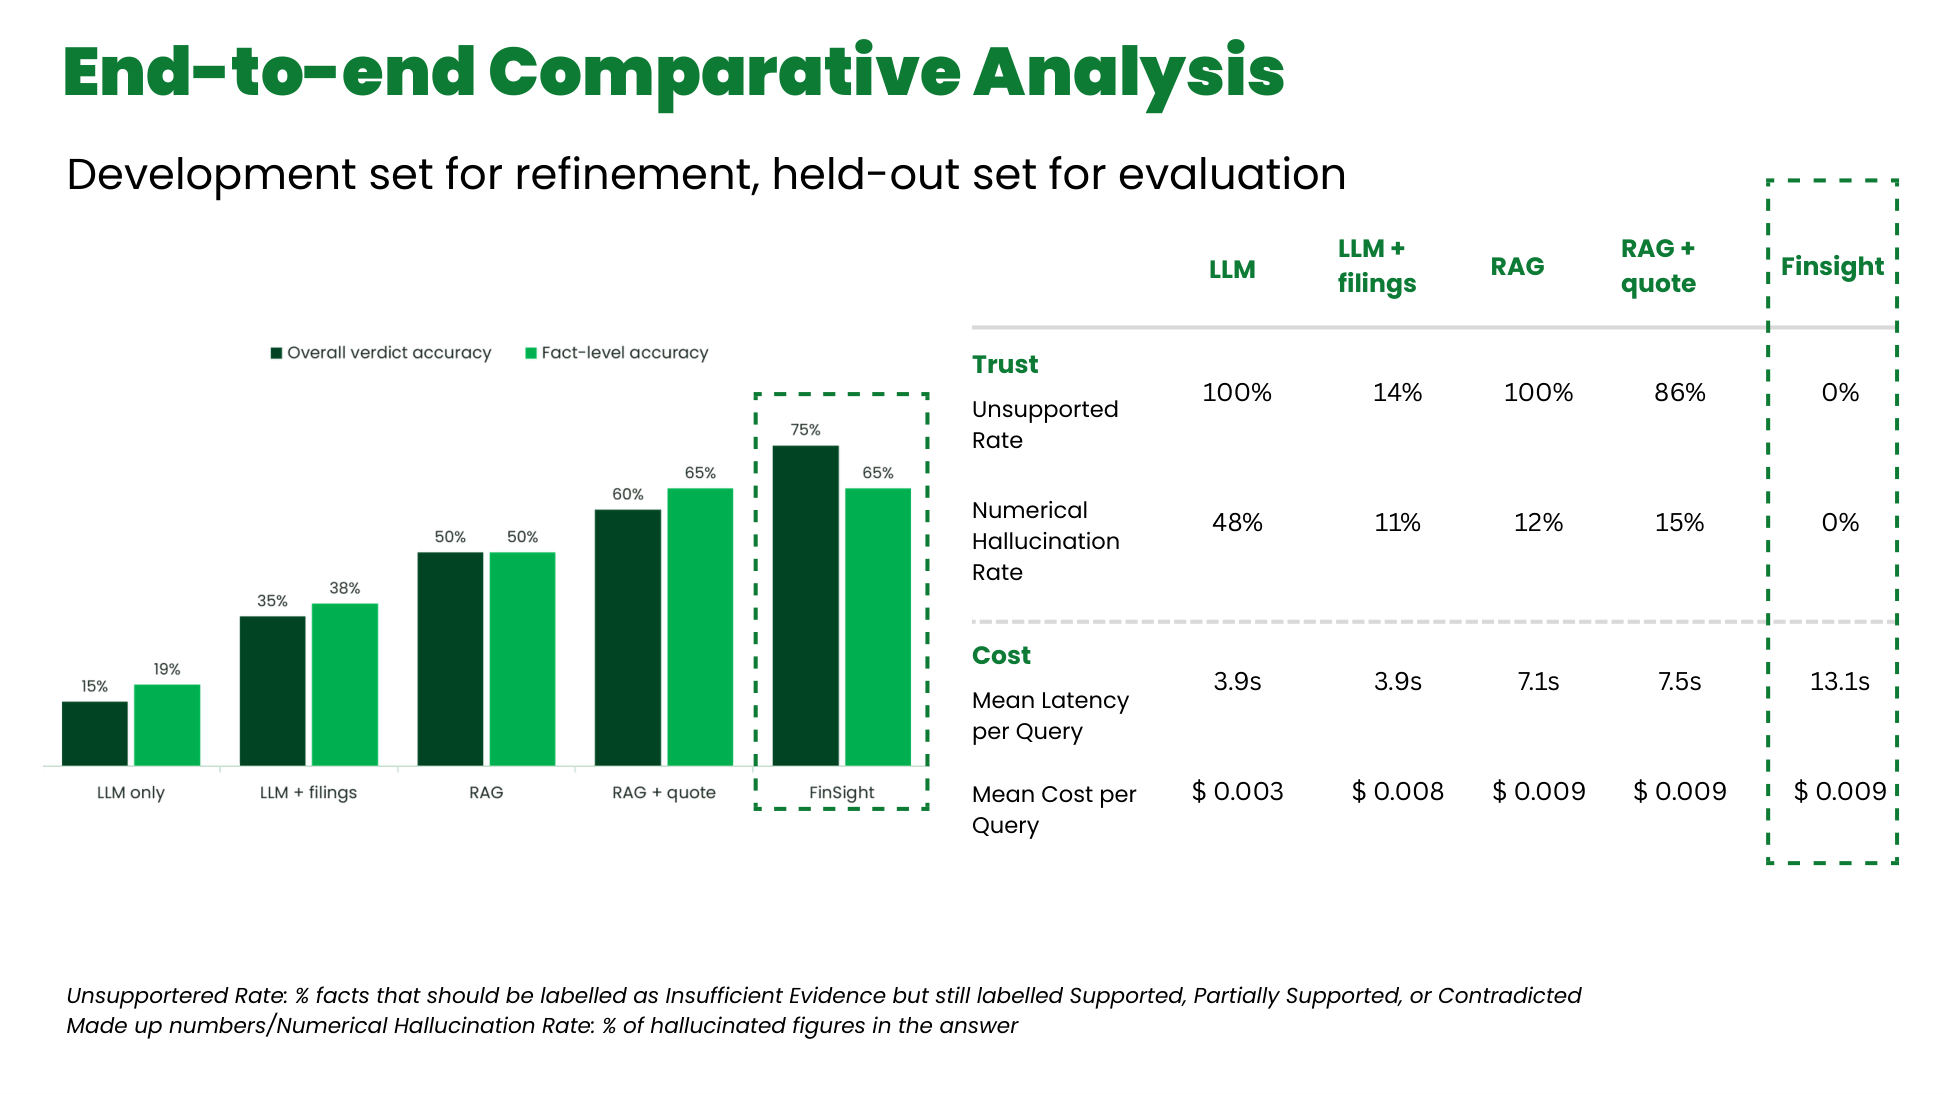 End-to-end Comparative Analysis
Development set for refinement, held-out set for evaluation
Overall verdict accuracy Fact-level accuracy
15% 19% 35% 38% 50% 50% 60% 65% 75% 65%
LLM only LLM + filings RAG RAG + quote FinSight
LLM LLM + filings RAG RAG + quote Finsight
Trust
Unsupported Rate 100% 14% 100% 86% 0%
Numerical Hallucination Rate 48% 11% 12% 15% 0%
Cost
Mean Latency per Query 3.9s 3.9s 7.1s 7.5s 13.1s
Mean Cost per Query $ 0.003 $ 0.008 $ 0.009 $ 0.009 $ 0.009
Unsupportered Rate: % facts that should be labelled as Insufficient Evidence but still labelled Supported, Partially Supported, or Contradicted
Made up numbers/Numerical Hallucination Rate: % of hallucinated figures in the answer